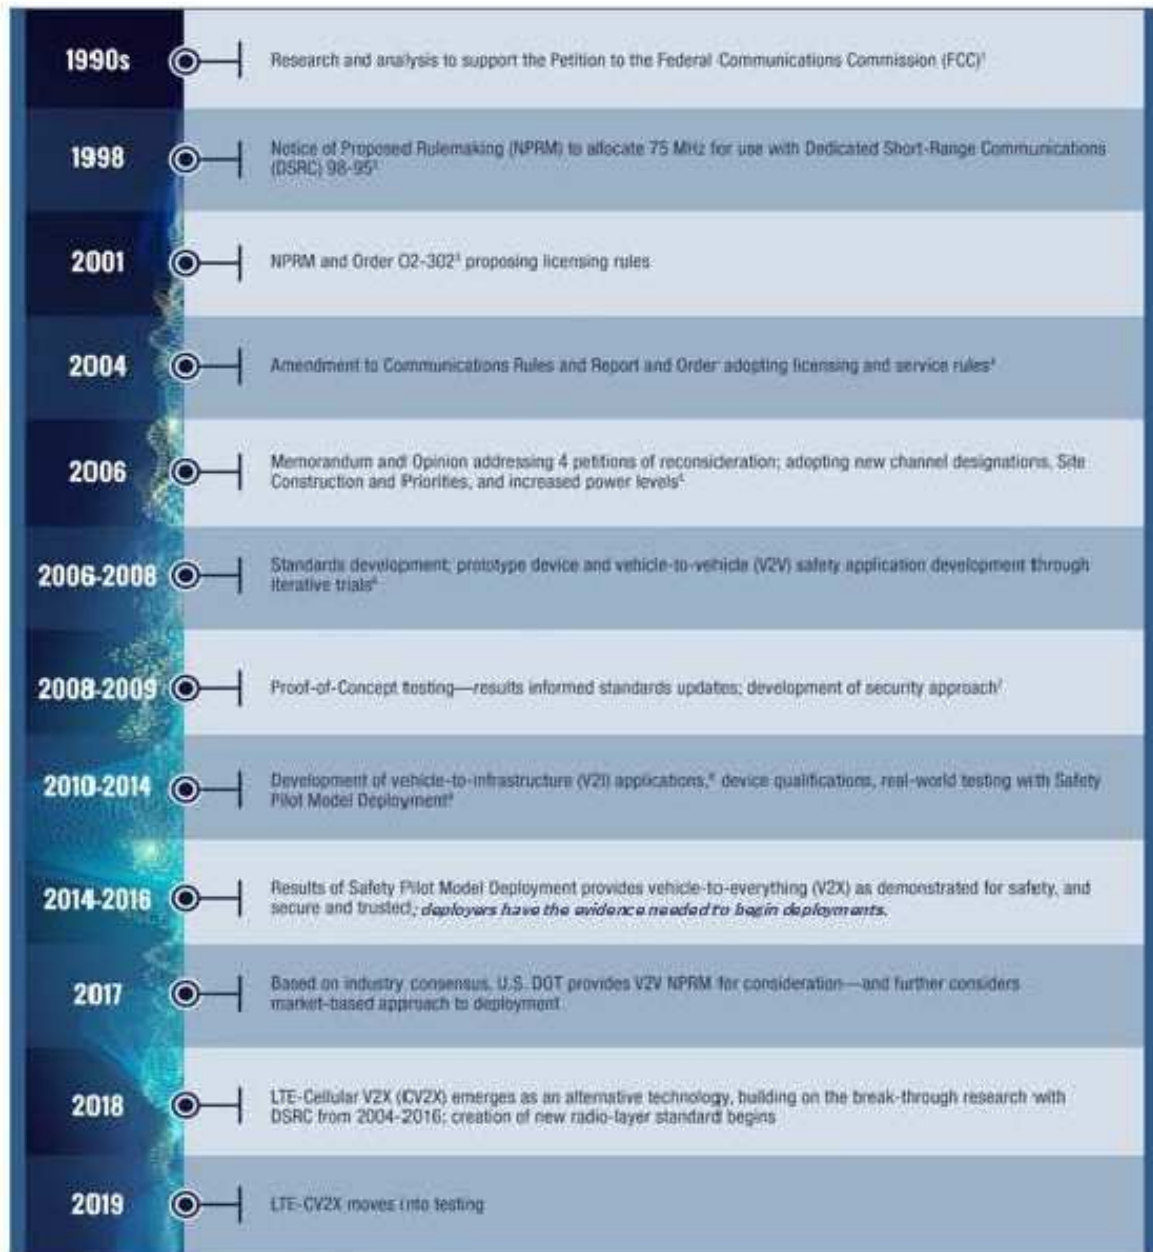 1990s
Research and analysis to support the Petition to the Federal Communications Commission (FCC)¹
1998
Notice of Proposed Rulemaking (NPRM) to allocate 75 MHz for use with Dedicated Short-Range Communications
(DSRC) 98-95²
2001
NPRM and Order O2-302³ proposing licensing rules
2004
Amendment to Communications Rules and Report and Order adopting licensing and service rules⁴
2006
Memorandum and Opinion addressing 4 petitions of reconsideration; adopting new channel designations, Site
Construction and Priorities, and increased power levels⁵
2006-2008
Standards development; prototype device and vehicle-to-vehicle (V2V) safety application development through
iterative trials⁶
2008-2009
Proof-of-Concept testing—results informed standards updates; development of security approach⁷
2010-2014
Development of vehicle-to-infrastructure (V2I) applications,⁸ device qualifications, real-world testing with Safety
Pilot Model Deployment⁹
2014-2016
Results of Safety Pilot Model Deployment provides vehicle-to-everything (V2X) as demonstrated for safety, and
secure and trusted; deployers have the evidence needed to begin deployments.
2017
Based on industry consensus, U.S. DOT provides V2V NPRM for consideration—and further considers
market-based approach to deployment
2018
LTE-Cellular V2X (CV2X) emerges as an alternative technology, building on the break-through research with
DSRC from 2004-2016; creation of new radio-layer standard begins
2019
LTE-CV2X moves into testing